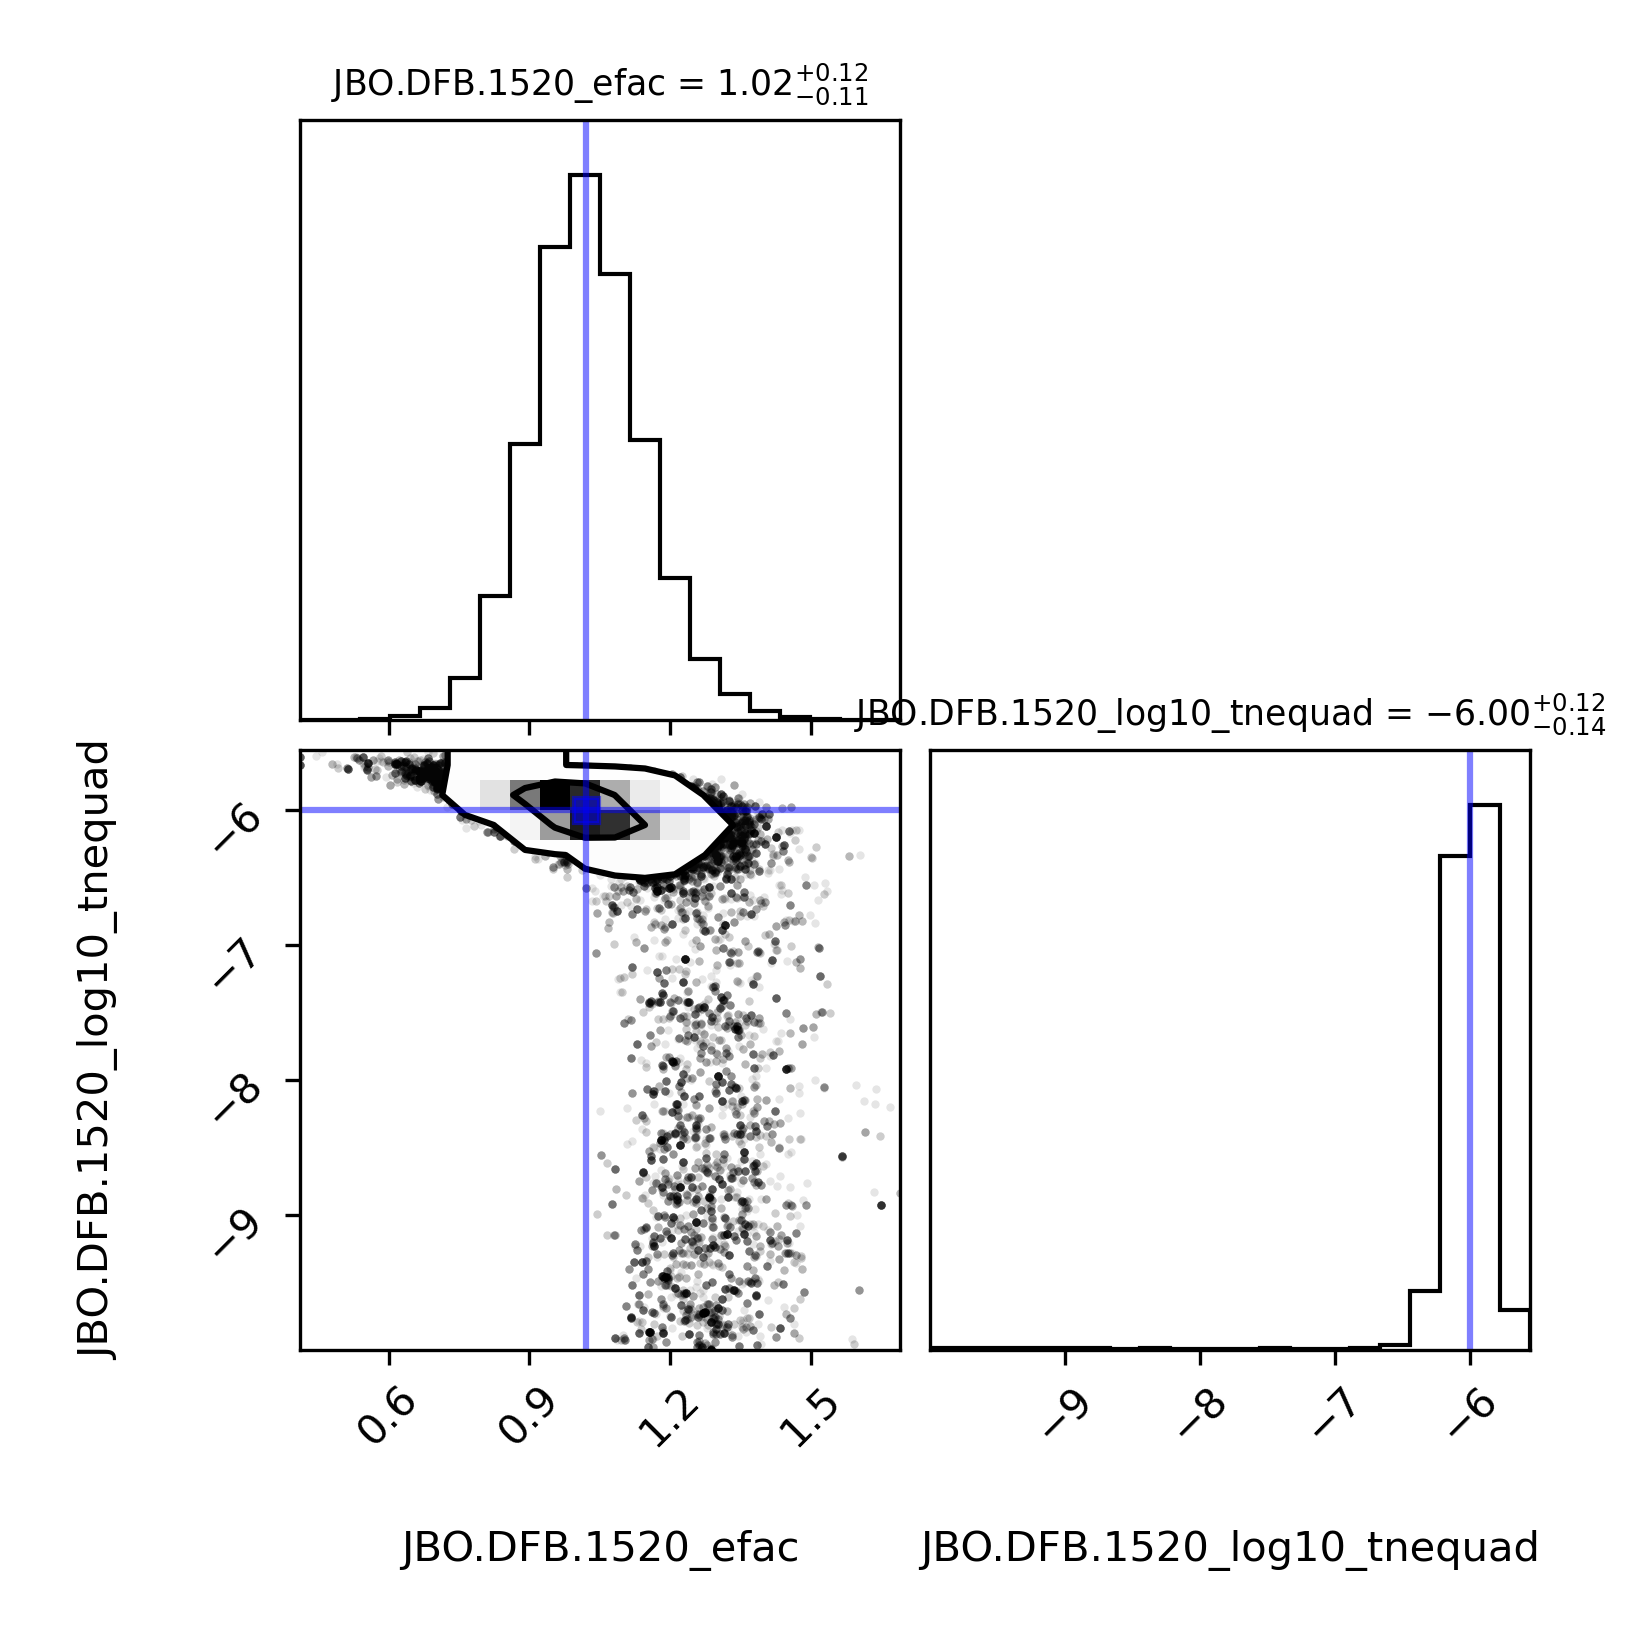 JBO.DFB.1520_efac = 1.02+0.12−0.11
JBO.DFB.1520_log10_tnequad = −6.00+0.12−0.14
JBO.DFB.1520_log10_tnequad
−6
−7
−8
−9
0.6 0.9 1.2 1.5
−9 −8 −7 −6
JBO.DFB.1520_efac
JBO.DFB.1520_log10_tnequad